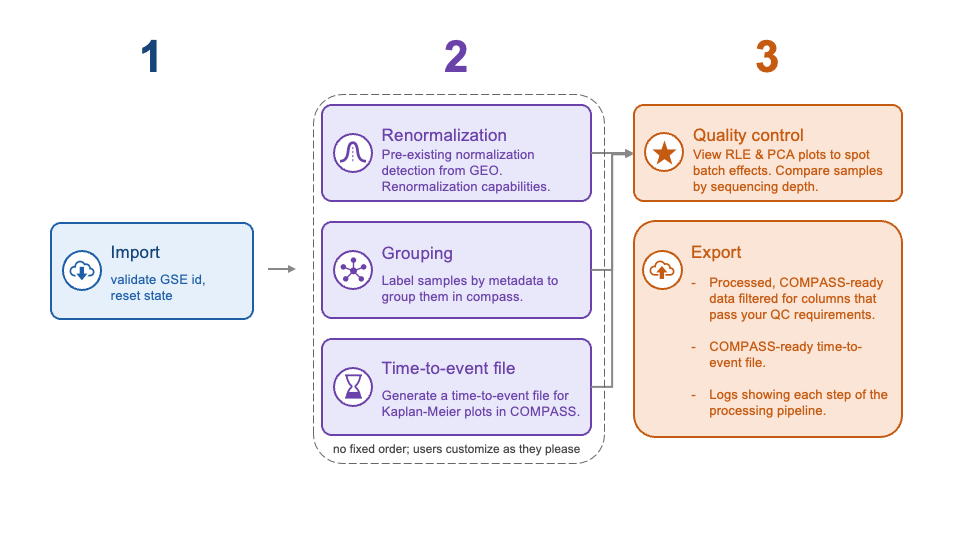 1
2
3
Import
validate GSE id,
reset state
Renormalization
Pre-existing normalization
detection from GEO.
Renormalization capabilities.
Grouping
Label samples by metadata to
group them in compass.
Time-to-event file
Generate a time-to-event file for
Kaplan-Meier plots in COMPASS.
no fixed order; users customize as they please
Quality control
View RLE & PCA plots to spot
batch effects. Compare samples
by sequencing depth.
Export
- Processed, COMPASS-ready
data filtered for columns that
pass your QC requirements.
- COMPASS-ready time-to-
event file.
- Logs showing each step of the
processing pipeline.